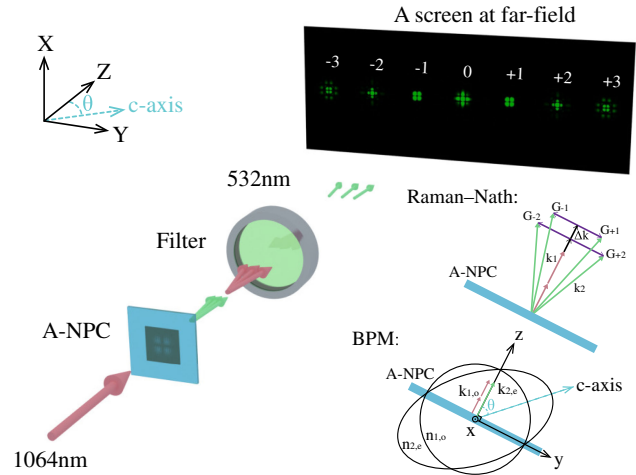 A screen at far-field
X
Z
θ
c-axis
Y
-3 -2 -1 0 +1 +2 +3
532nm
Filter
A-NPC
1064nm
Raman–Nath:
G-1
G-2
Δk
G+1
G+2
k1
k2
A-NPC
BPM:
z
A-NPC
k1,o
k2,e
θ
c-axis
x
n2,e
n1,o
y